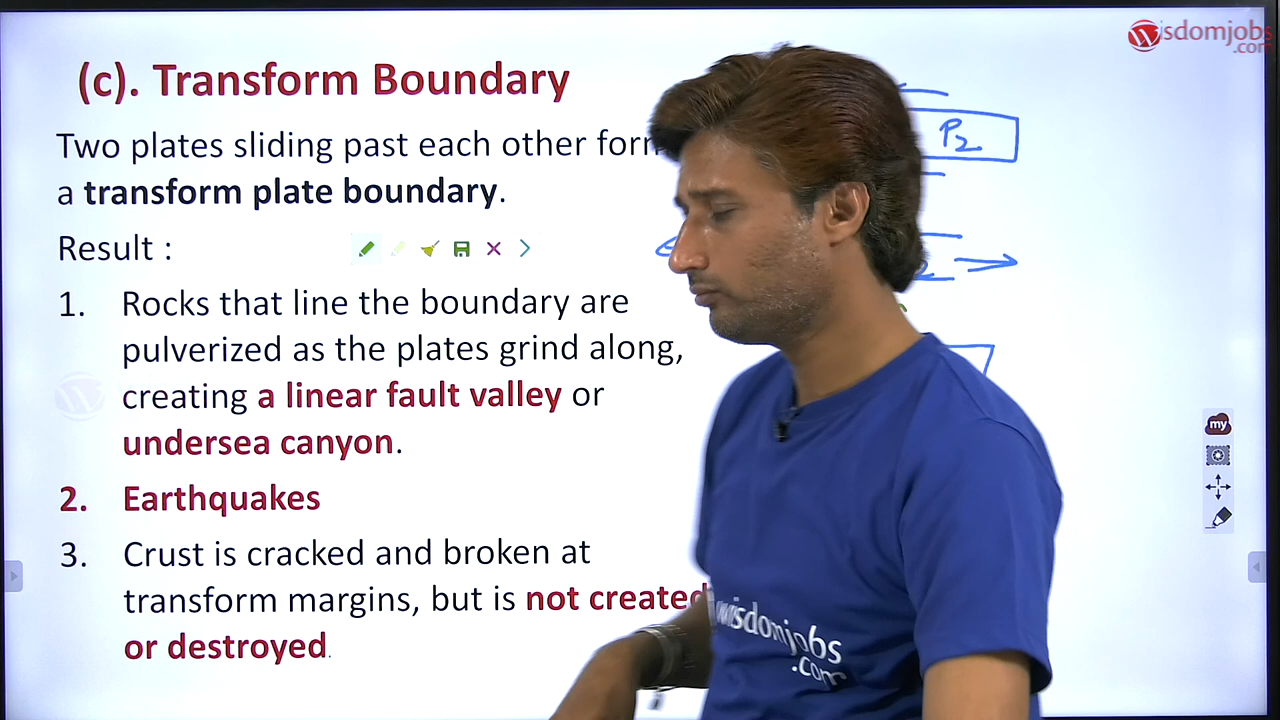 isdomjobs
.com
(c). Transform Boundary
P2
Two plates sliding past each other
a transform plate boundary.
Result :
1. Rocks that line the boundary are
pulverized as the plates grind along,
creating a linear fault valley or
undersea canyon.
my
2. Earthquakes
3. Crust is cracked and broken at
transform margins, but is not created
or destroyed.
wisdomjobs
.com